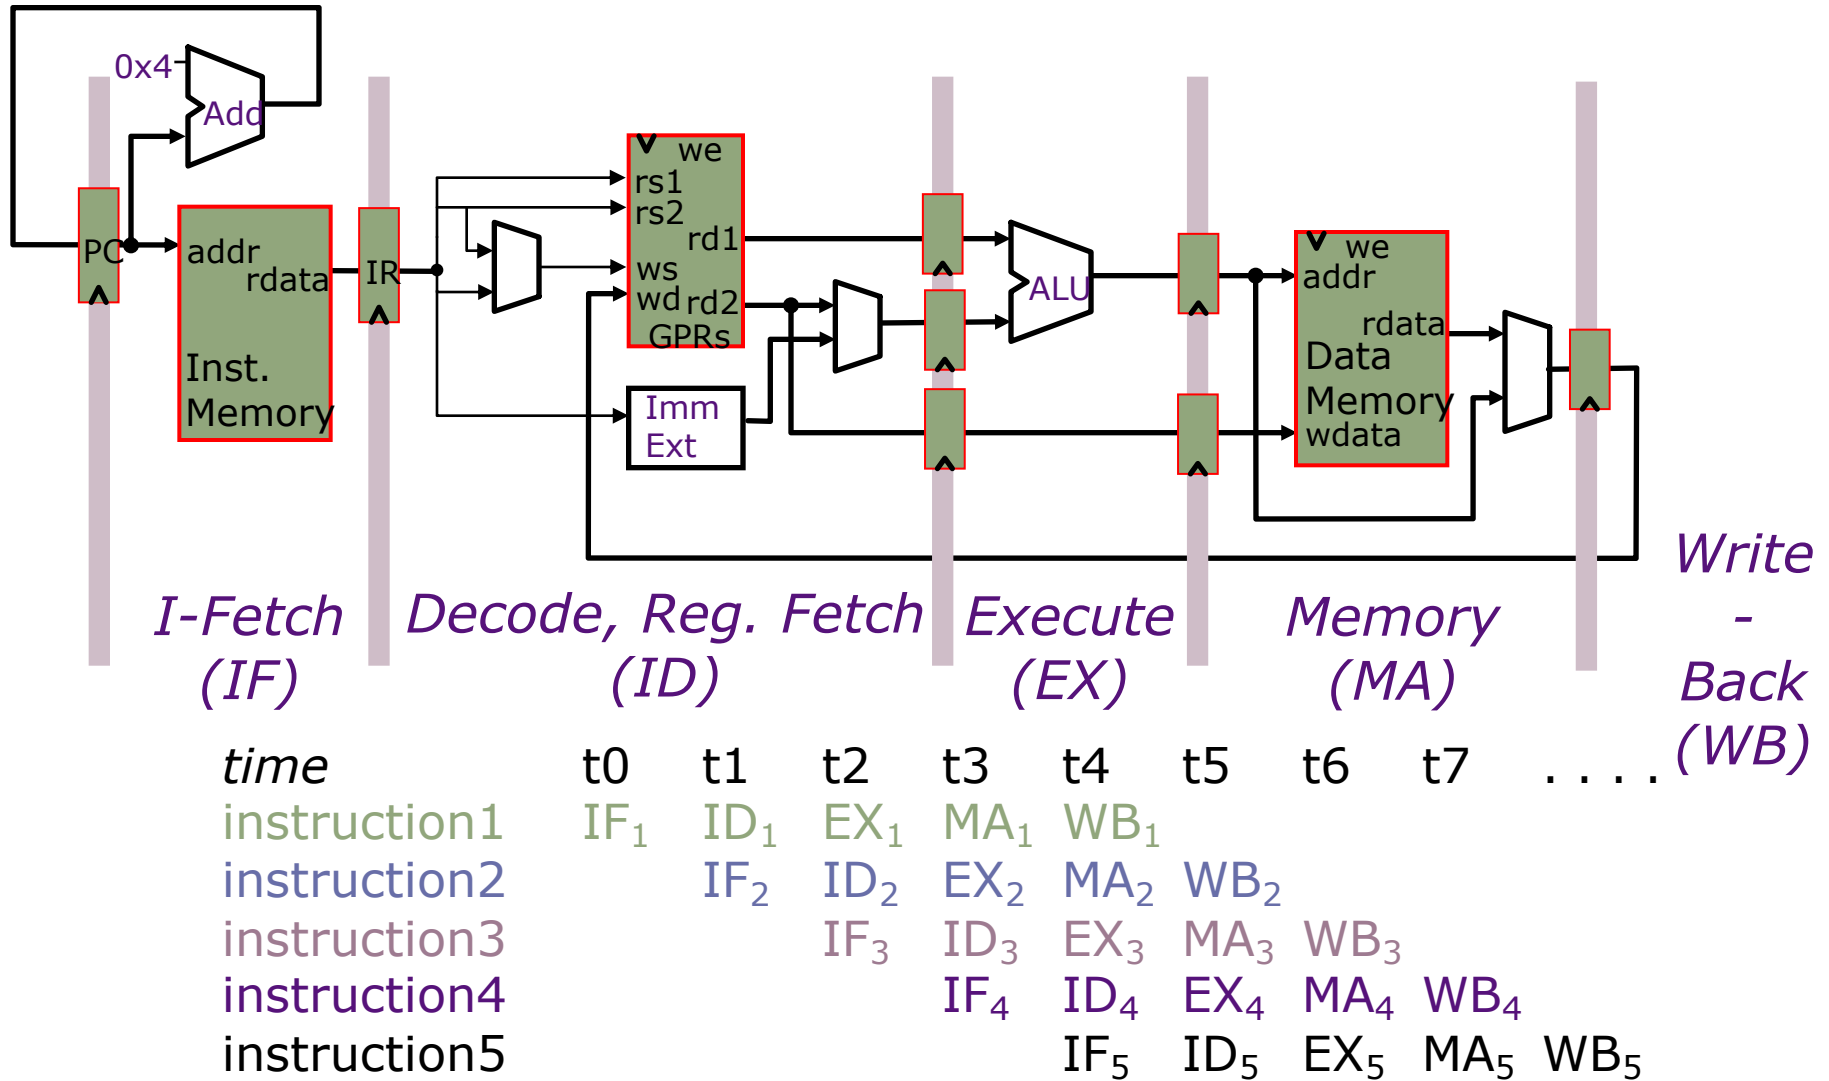 0x4
Add
PC
addr
rdata
Inst.
Memory
IR
we
rs1
rs2
rd1
ws
wd
rd2
GPRs
Imm
Ext
ALU
we
addr
rdata
Data
Memory
wdata
I-Fetch
(IF)
Decode, Reg. Fetch
(ID)
Execute
(EX)
Memory
(MA)
Write
-
Back
(WB)
time t0 t1 t2 t3 t4 t5 t6 t7 . . . .
instruction1 IF1 ID1 EX1 MA1 WB1
instruction2 IF2 ID2 EX2 MA2 WB2
instruction3 IF3 ID3 EX3 MA3 WB3
instruction4 IF4 ID4 EX4 MA4 WB4
instruction5 IF5 ID5 EX5 MA5 WB5